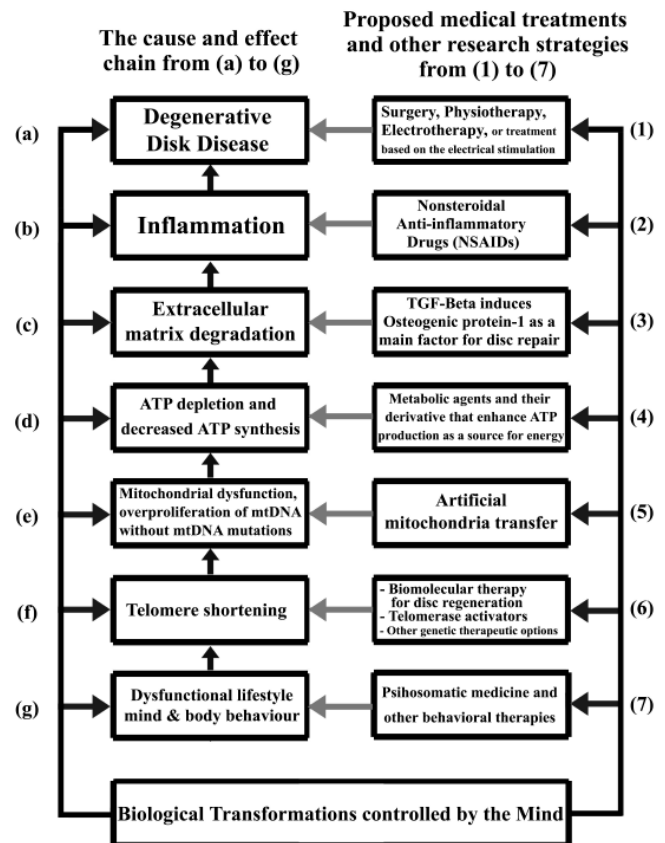 The cause and effect
chain from (a) to (g)
Proposed medical treatments
and other research strategies
from (1) to (7)
(a)
Degenerative
Disk Disease
Surgery, Physiotherapy,
Electrotherapy, or treatment
based on the electrical stimulation
(1)
(b)
Inflammation
Nonsteroidal
Anti-inflammatory
Drugs (NSAIDs)
(2)
(c)
Extracellular
matrix degradation
TGF-Beta induces
Osteogenic protein-1 as a
main factor for disc repair
(3)
(d)
ATP depletion and
decreased ATP synthesis
Metabolic agents and their
derivative that enhance ATP
production as a source for energy
(4)
(e)
Mitochondrial dysfunction,
overproliferation of mtDNA
without mtDNA mutations
Artificial
mitochondria transfer
(5)
(f)
Telomere shortening
- Biomolecular therapy
for disc regeneration
- Telomerase activators
- Other genetic therapeutic options
(6)
(g)
Dysfunctional lifestyle
mind & body behaviour
Psihosomatic medicine and
other behavioral therapies
(7)
Biological Transformations controlled by the Mind